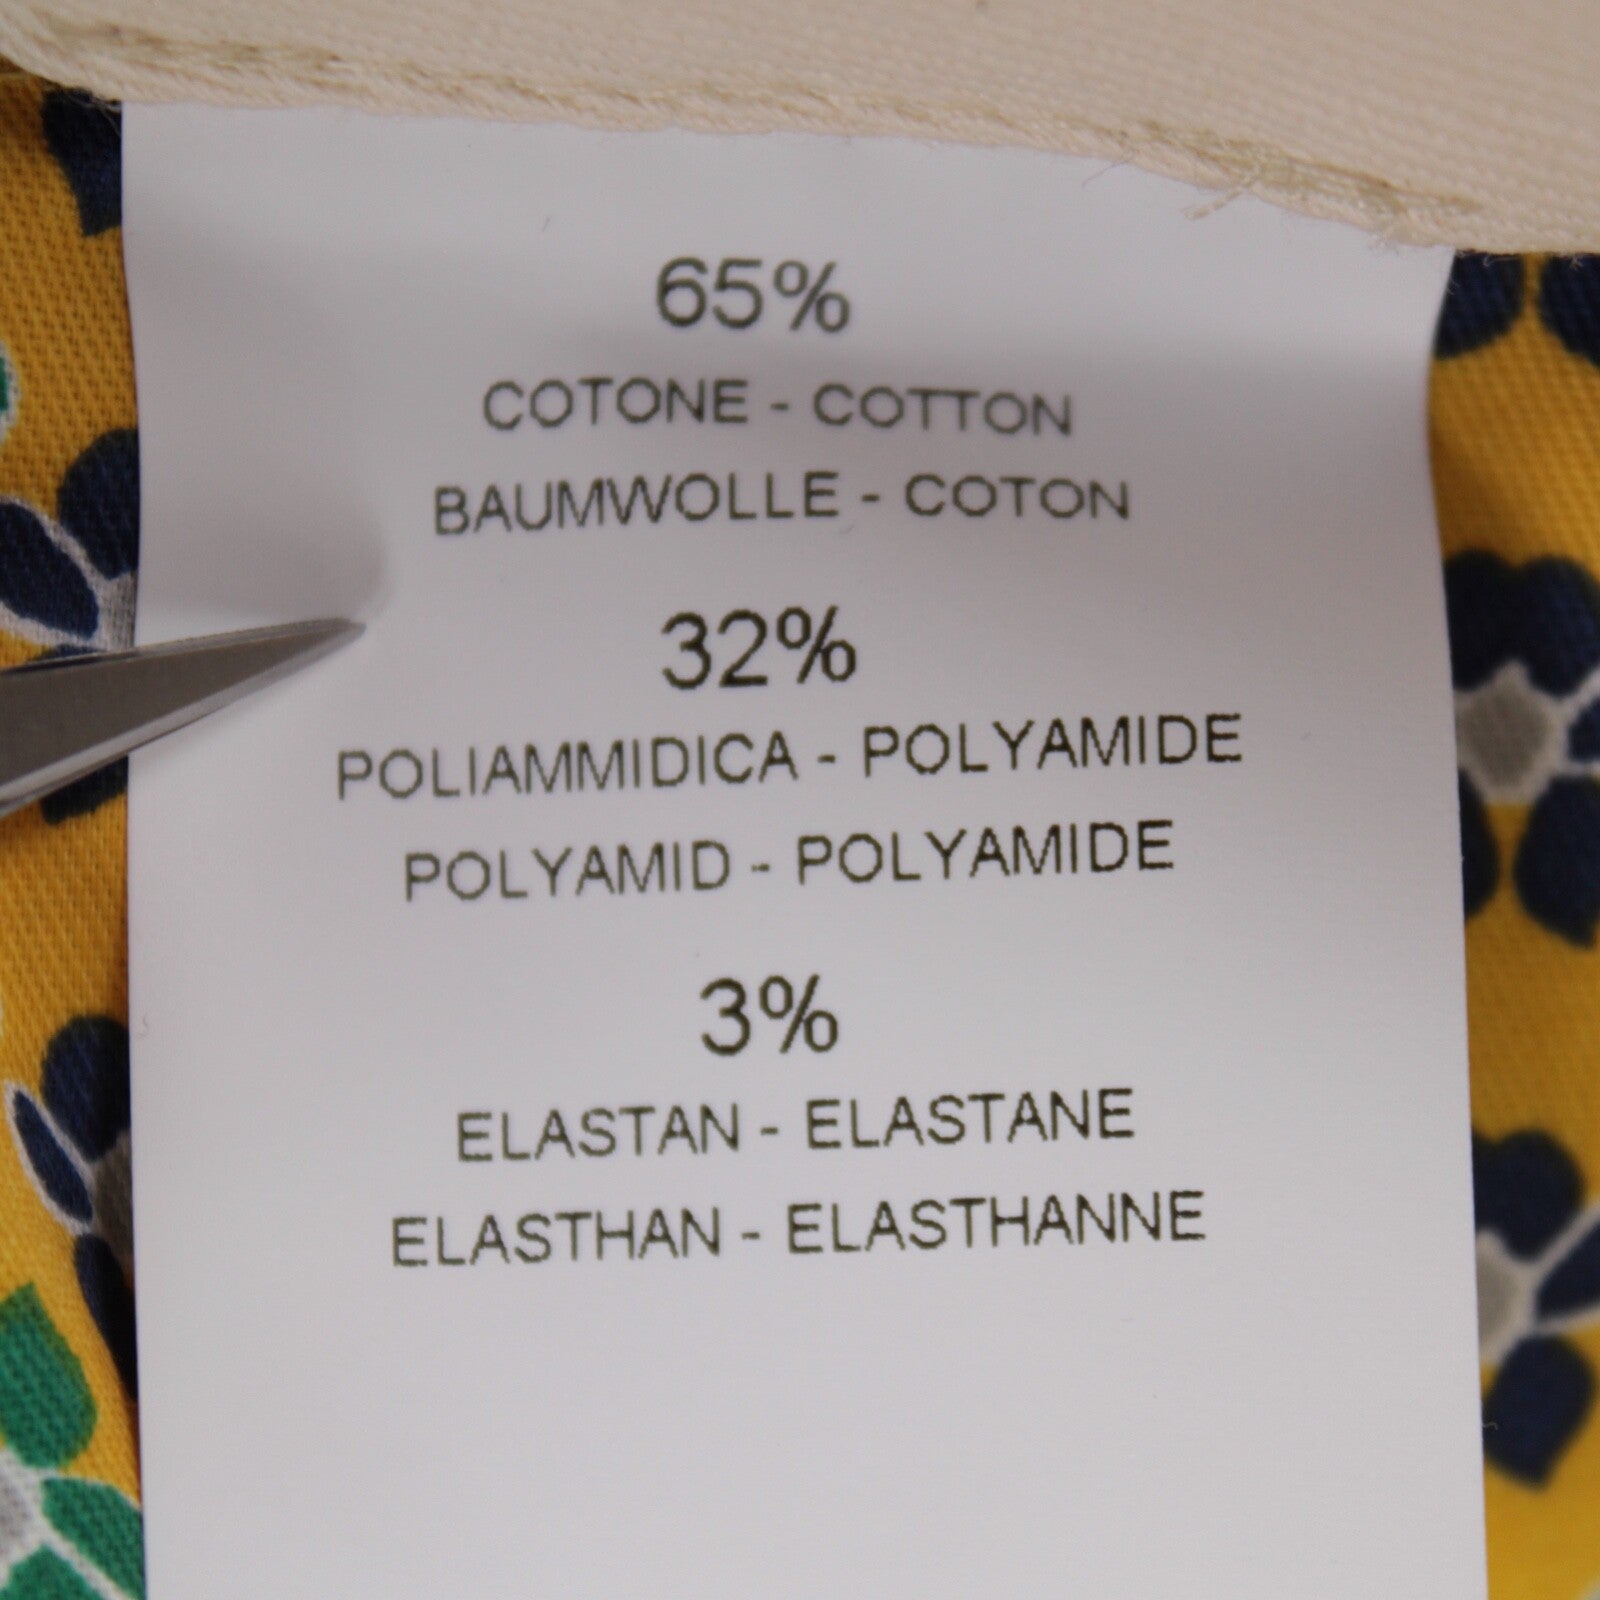 65%
COTONE - COTTON
BAUMWOLLE - COTON
32%
POLIAMMIDICA - POLYAMIDE
POLYAMID - POLYAMIDE
3%
ELASTAN - ELASTANE
ELASTHAN - ELASTHANNE